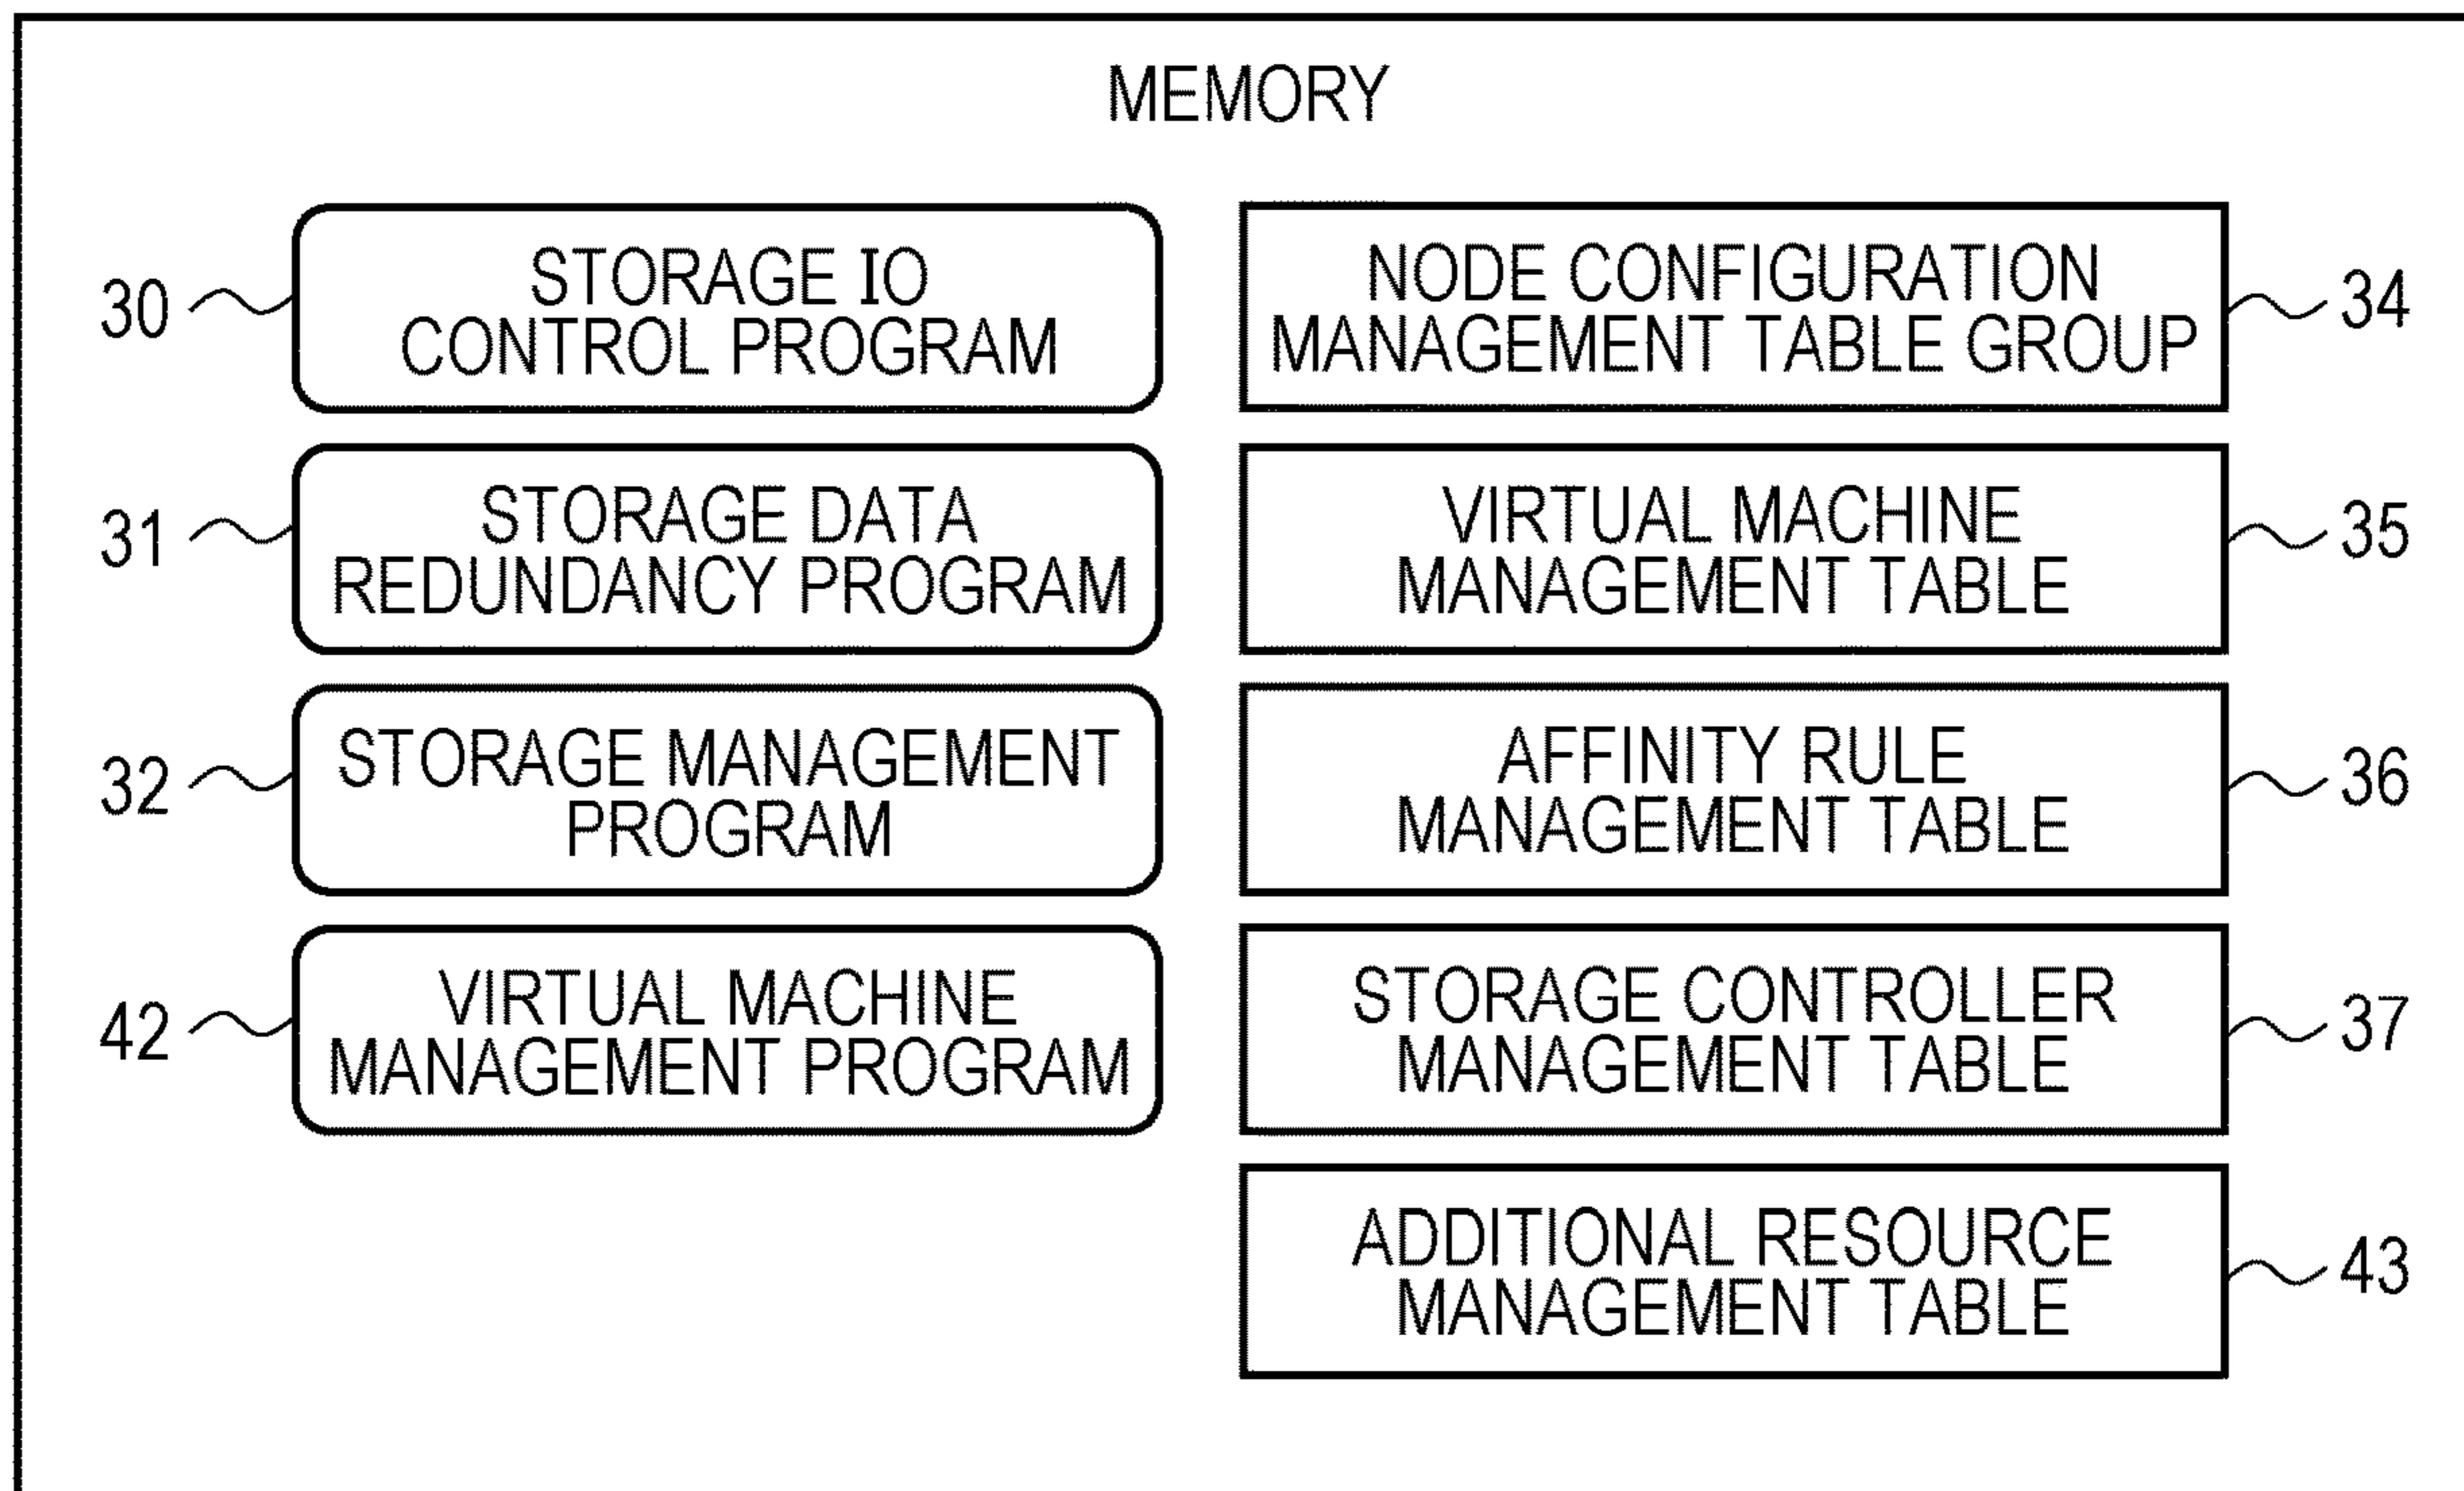 MEMORY
30
STORAGE IO
CONTROL PROGRAM
31
STORAGE DATA
REDUNDANCY PROGRAM
32
STORAGE MANAGEMENT
PROGRAM
42
VIRTUAL MACHINE
MANAGEMENT PROGRAM
NODE CONFIGURATION
MANAGEMENT TABLE GROUP
34
VIRTUAL MACHINE
MANAGEMENT TABLE
35
AFFINITY RULE
MANAGEMENT TABLE
36
STORAGE CONTROLLER
MANAGEMENT TABLE
37
ADDITIONAL RESOURCE
MANAGEMENT TABLE
43